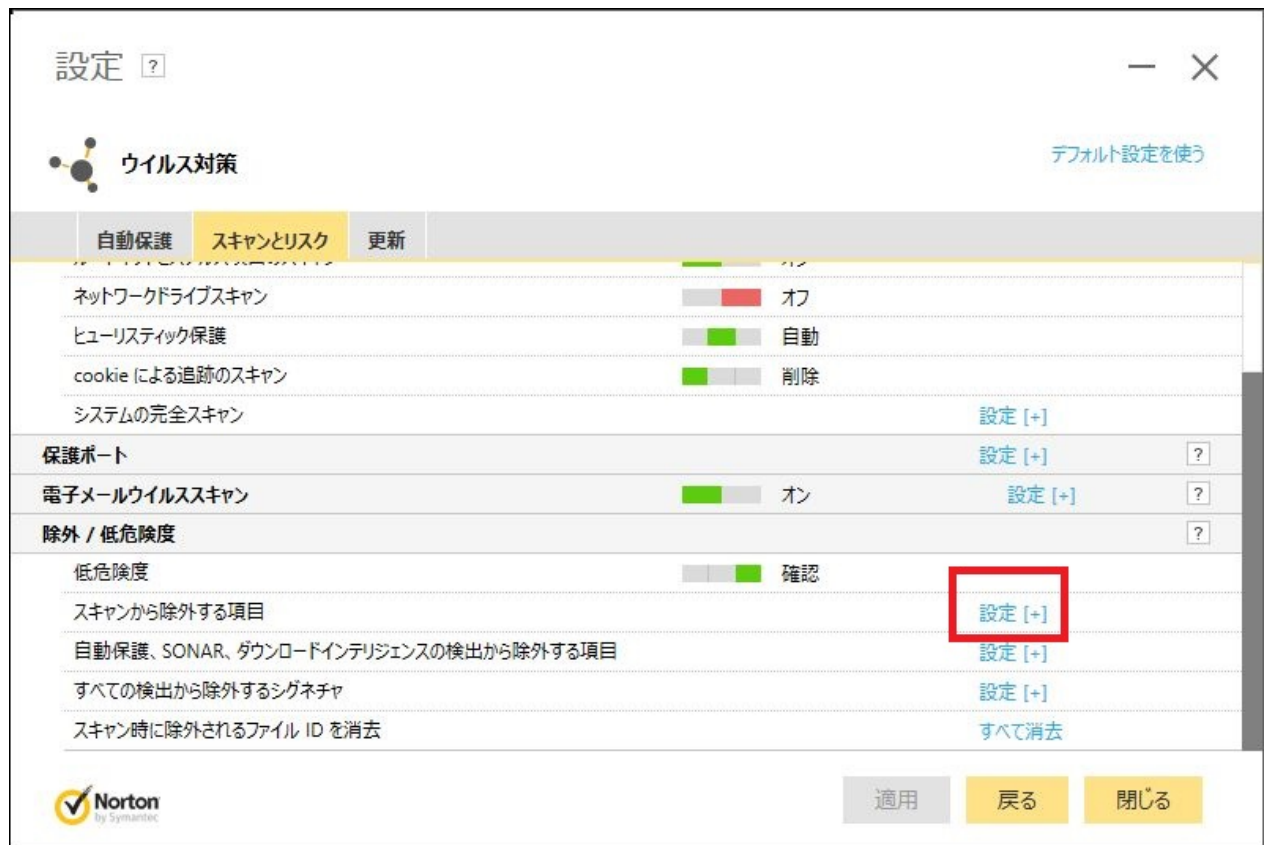 設定 ?
ウイルス対策
デフォルト設定を使う
自動保護 スキャンとリスク 更新
ネットワークドライブスキャン オフ
ヒューリスティック保護 自動
cookie による追跡のスキャン 削除
システムの完全スキャン 設定 [+]
保護ポート 設定 [+] ?
電子メールウイルススキャン オン 設定 [+] ?
除外 / 低危険度 ?
低危険度 確認
スキャンから除外する項目 設定 [+]
自動保護、SONAR、ダウンロードインテリジェンスの検出から除外する項目 設定 [+]
すべての検出から除外するシグネチャ 設定 [+]
スキャン時に除外されるファイル ID を消去 すべて消去
Norton
by Symantec
適用 戻る 閉じる